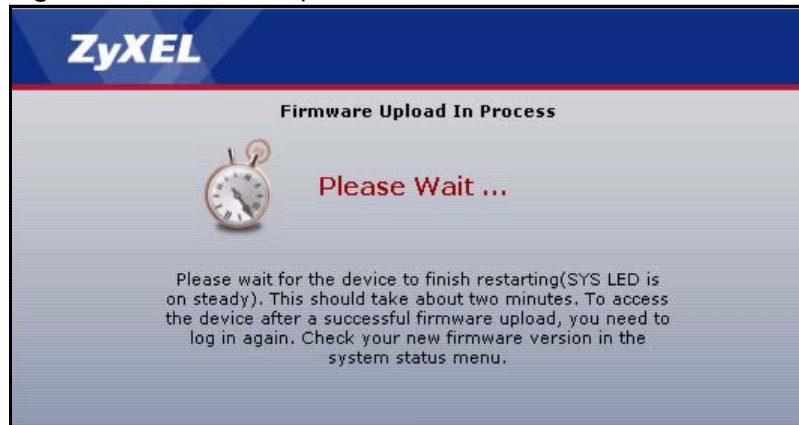 ZyXEL
Firmware Upload In Process
Please Wait ...
Please wait for the device to finish restarting(SYS LED is
on steady). This should take about two minutes. To access
the device after a successful firmware upload, you need to
log in again. Check your new firmware version in the
system status menu.